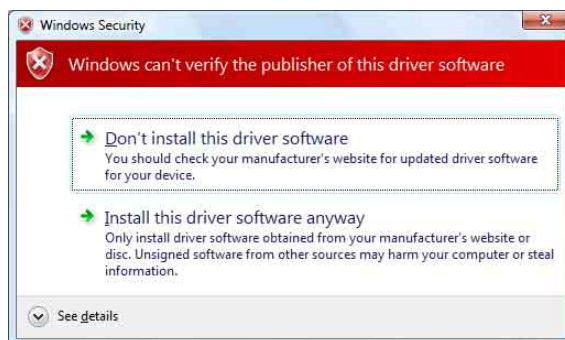 Windows Security
Windows can't verify the publisher of this driver software
Don't install this driver software
You should check your manufacturer's website for updated driver software
for your device.
Install this driver software anyway
Only install driver software obtained from your manufacturer's website or
disc. Unsigned software from other sources may harm your computer or steal
information.
See details